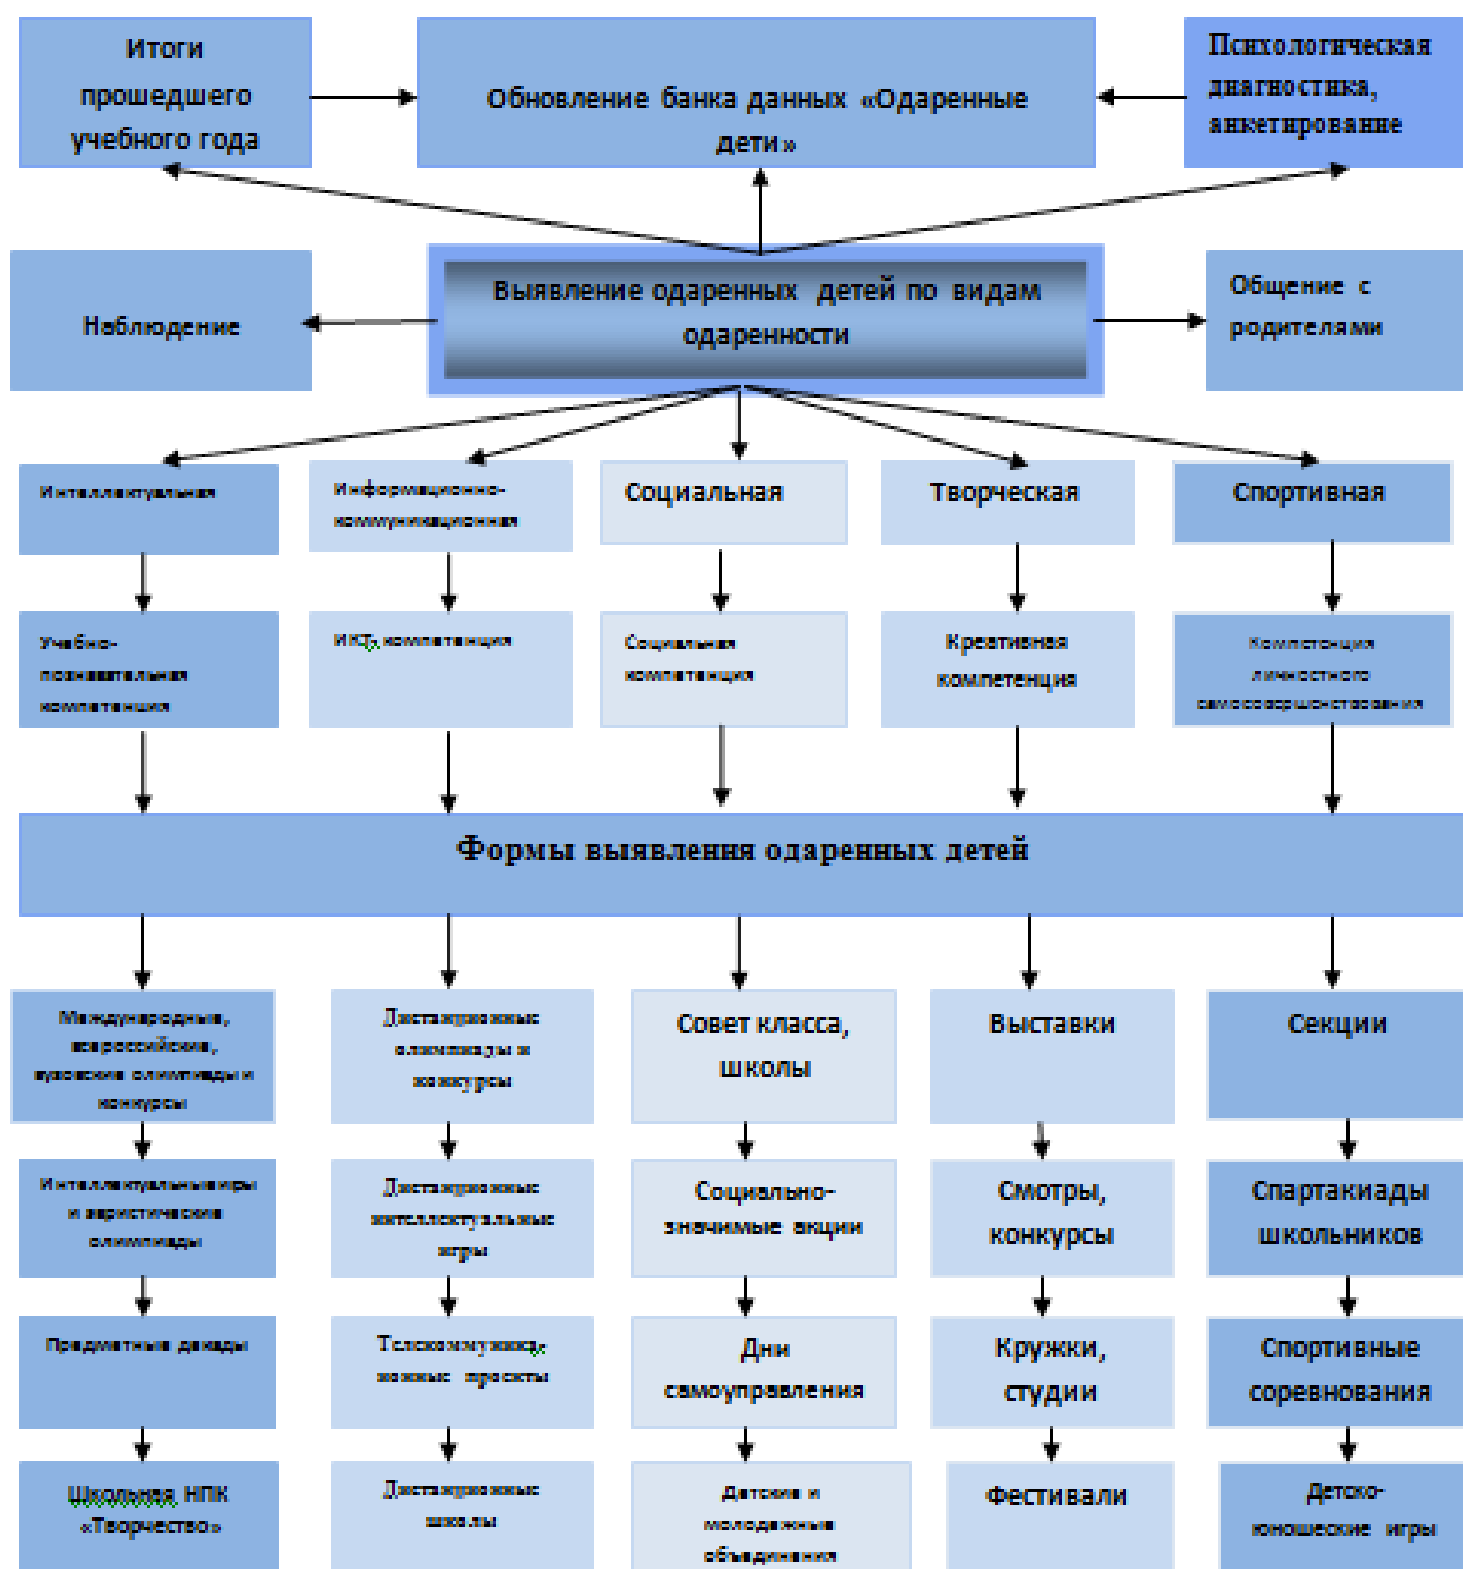 Итоги
прошедшего
учебного года
Обновление банка данных «Одаренные
дети»
Психологическая
диагностика,
анкетирование
Наблюдение
Выявление одаренных детей по видам
одаренности
Общение с
родителями
Интеллектуальная
Информационно-
коммуникационная
Социальная
Творческая
Спортивная
Учебно-
познавательная
компетенция
ИКТ, компетенция
Социальная
компетенция
Креативная
компетенция
Компетенция
личностного
самосовершенствования
Формы выявления одаренных детей
Международные,
всероссийские,
вузовские олимпиады и
конкурсы
Дистанционные
олимпиады и
конкурсы
Совет класса,
школы
Выставки
Секции
Интеллектуальные игры
и эвристические
олимпиады
Дистанционные
интеллектуальные
игры
Социально-
значимые акции
Смотры,
конкурсы
Спартакиады
школьников
Предметные декады
Телекоммуника-
ионные проекты
Дни
самоуправления
Кружки,
студии
Спортивные
соревнования
Школьная НПК
«Творчество»
Дистанционные
школы
Детские и
молодежные
объединения
Фестивали
Детско-
юношеские игры